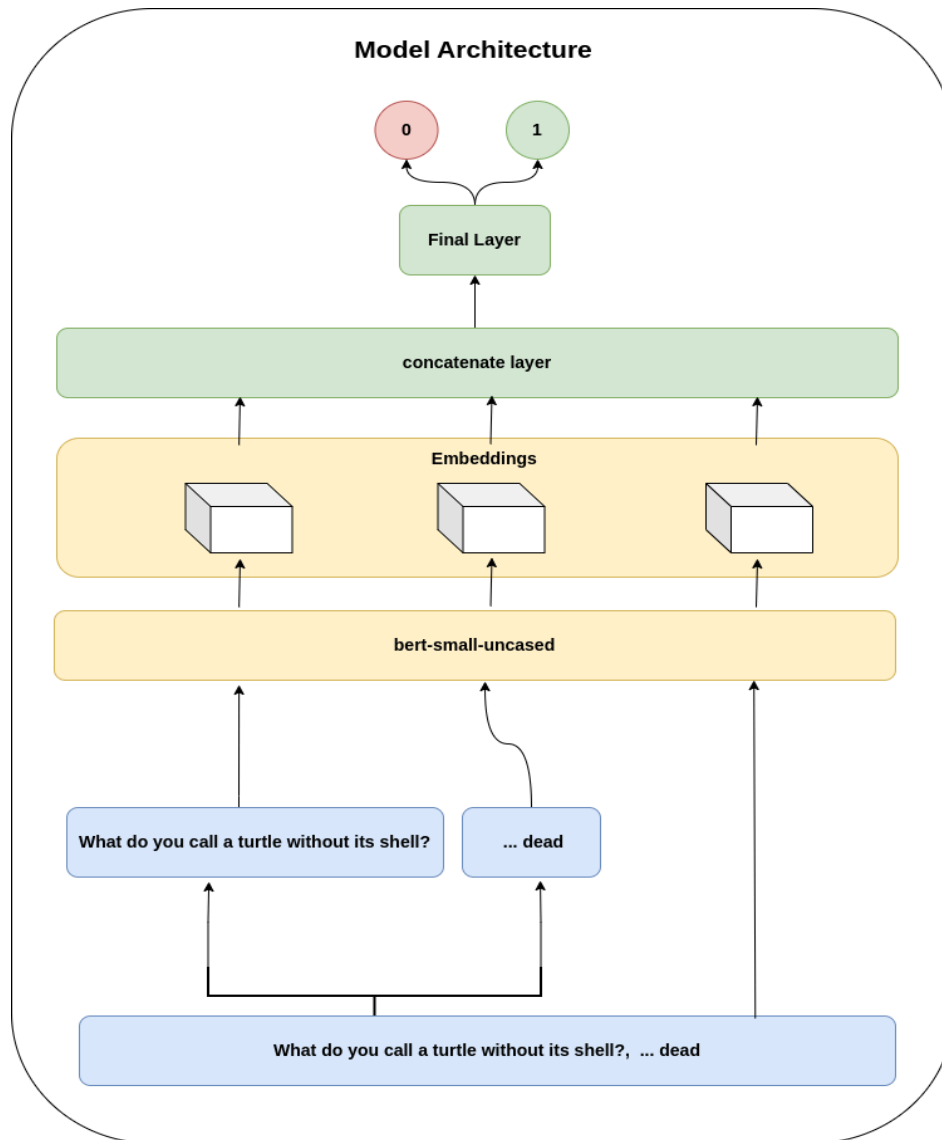 Model Architecture
0
1
Final Layer
concatenate layer
Embeddings
bert-small-uncased
What do you call a turtle without its shell?
... dead
What do you call a turtle without its shell?, ... dead